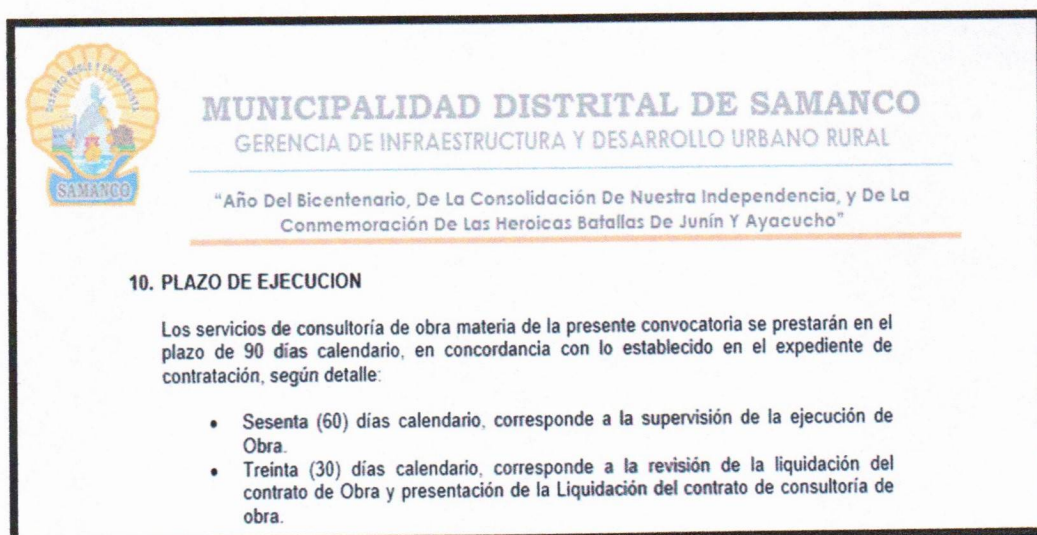 DISTRITO NOBLE Y PROGRESISTA
SAMANCO
MUNICIPALIDAD DISTRITAL DE SAMANCO
GERENCIA DE INFRAESTRUCTURA Y DESARROLLO URBANO RURAL
“Año Del Bicentenario, De La Consolidación De Nuestra Independencia, y De La
Conmemoración De Las Heroicas Batallas De Junín Y Ayacucho”
10. PLAZO DE EJECUCION
Los servicios de consultoría de obra materia de la presente convocatoria se prestarán en el
plazo de 90 días calendario, en concordancia con lo establecido en el expediente de
contratación, según detalle:
• Sesenta (60) días calendario, corresponde a la supervisión de la ejecución de
Obra.
• Treinta (30) días calendario, corresponde a la revisión de la liquidación del
contrato de Obra y presentación de la Liquidación del contrato de consultoría de
obra.